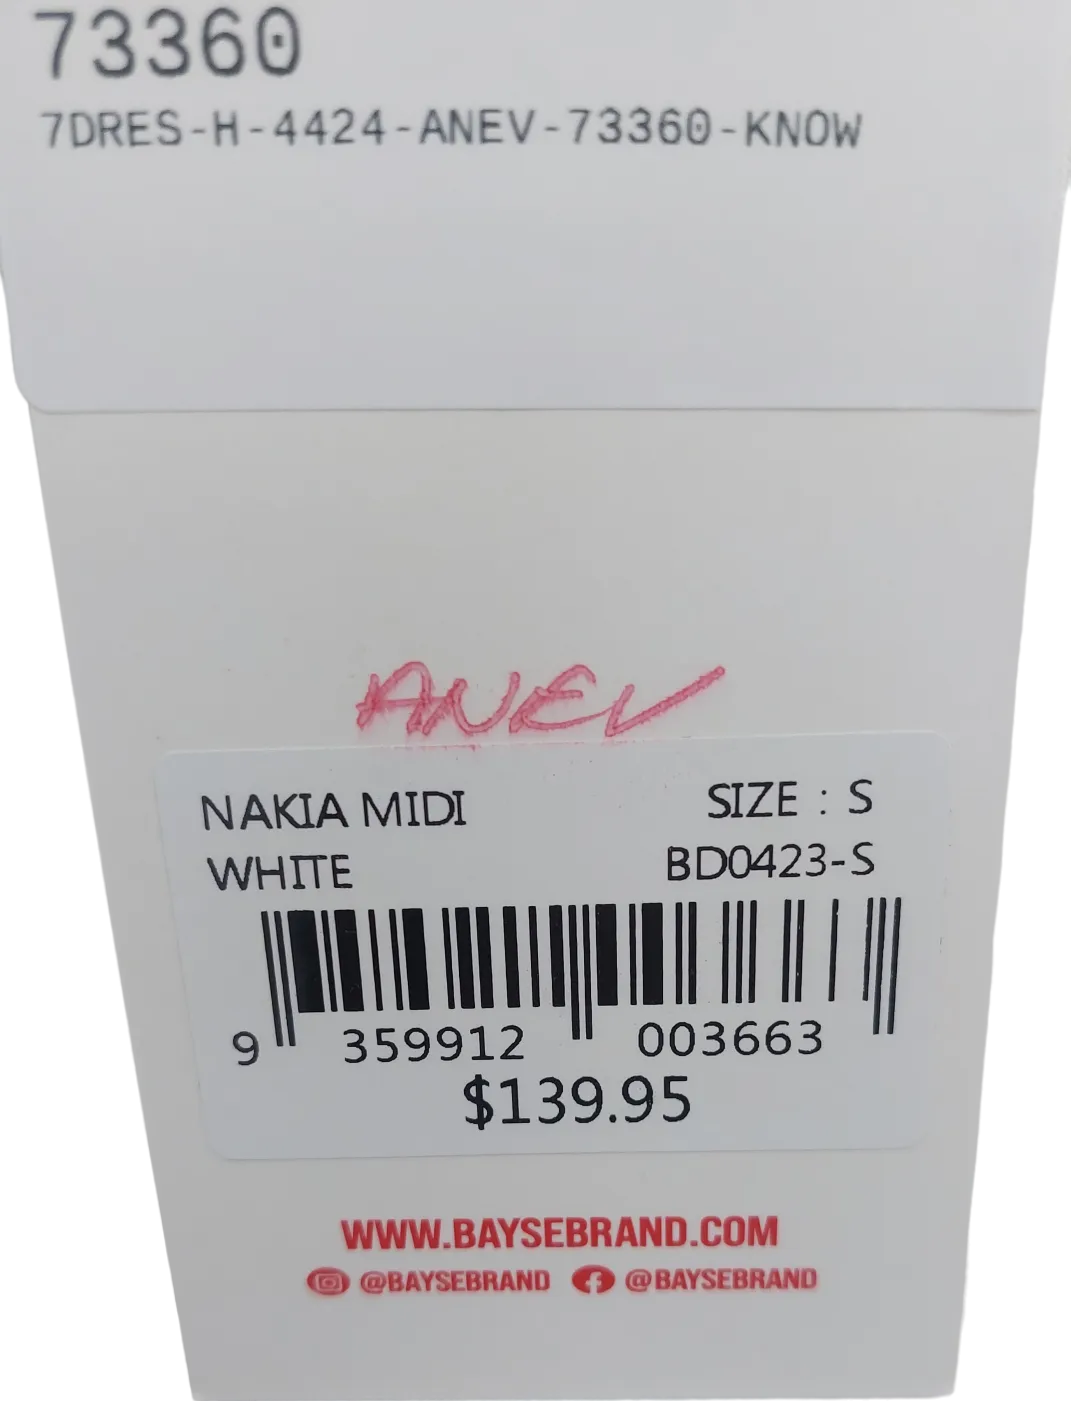 73360
7DRES-H-4424-ANEV-73360-KNOW
ANEV
NAKIA MIDI SIZE : S
WHITE BD0423-S
9 359912 003663
$139.95
WWW.BAYSEBRAND.COM
@BAYSEBRAND @BAYSEBRAND